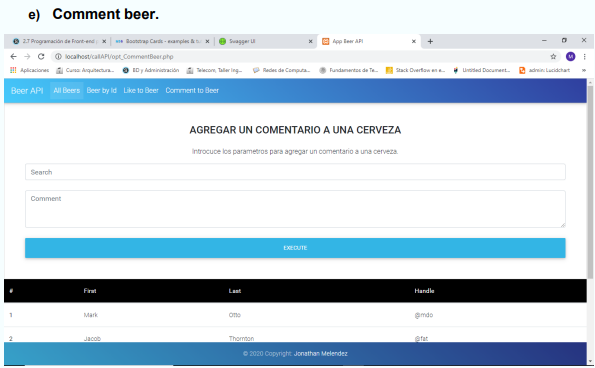 e) Comment beer.
2.7 Programación de Front-end
Bootstrap Cards - examples & tu
Swagger UI
App Beer API
localhost/callAPI/opt_CommentBeer.php
M
Aplicaciones
Curso: Arquitectura...
BD y Administración
Telecom, Taller Ing...
Redes de Computa...
Fundamentos de Te...
Stack Overflow en e...
Untitled Document...
admin: Lucidchart
»
Beer API All Beers Beer by Id Like to Beer Comment to Beer
AGREGAR UN COMENTARIO A UNA CERVEZA
Introcuce los parametros para agregar un comentario a una cerveza.
Search
Comment
EXECUTE
# First Last Handle
1 Mark Otto @mdo
2 Jacob Thornton @fat
© 2020 Copyright: Jonathan Melendez